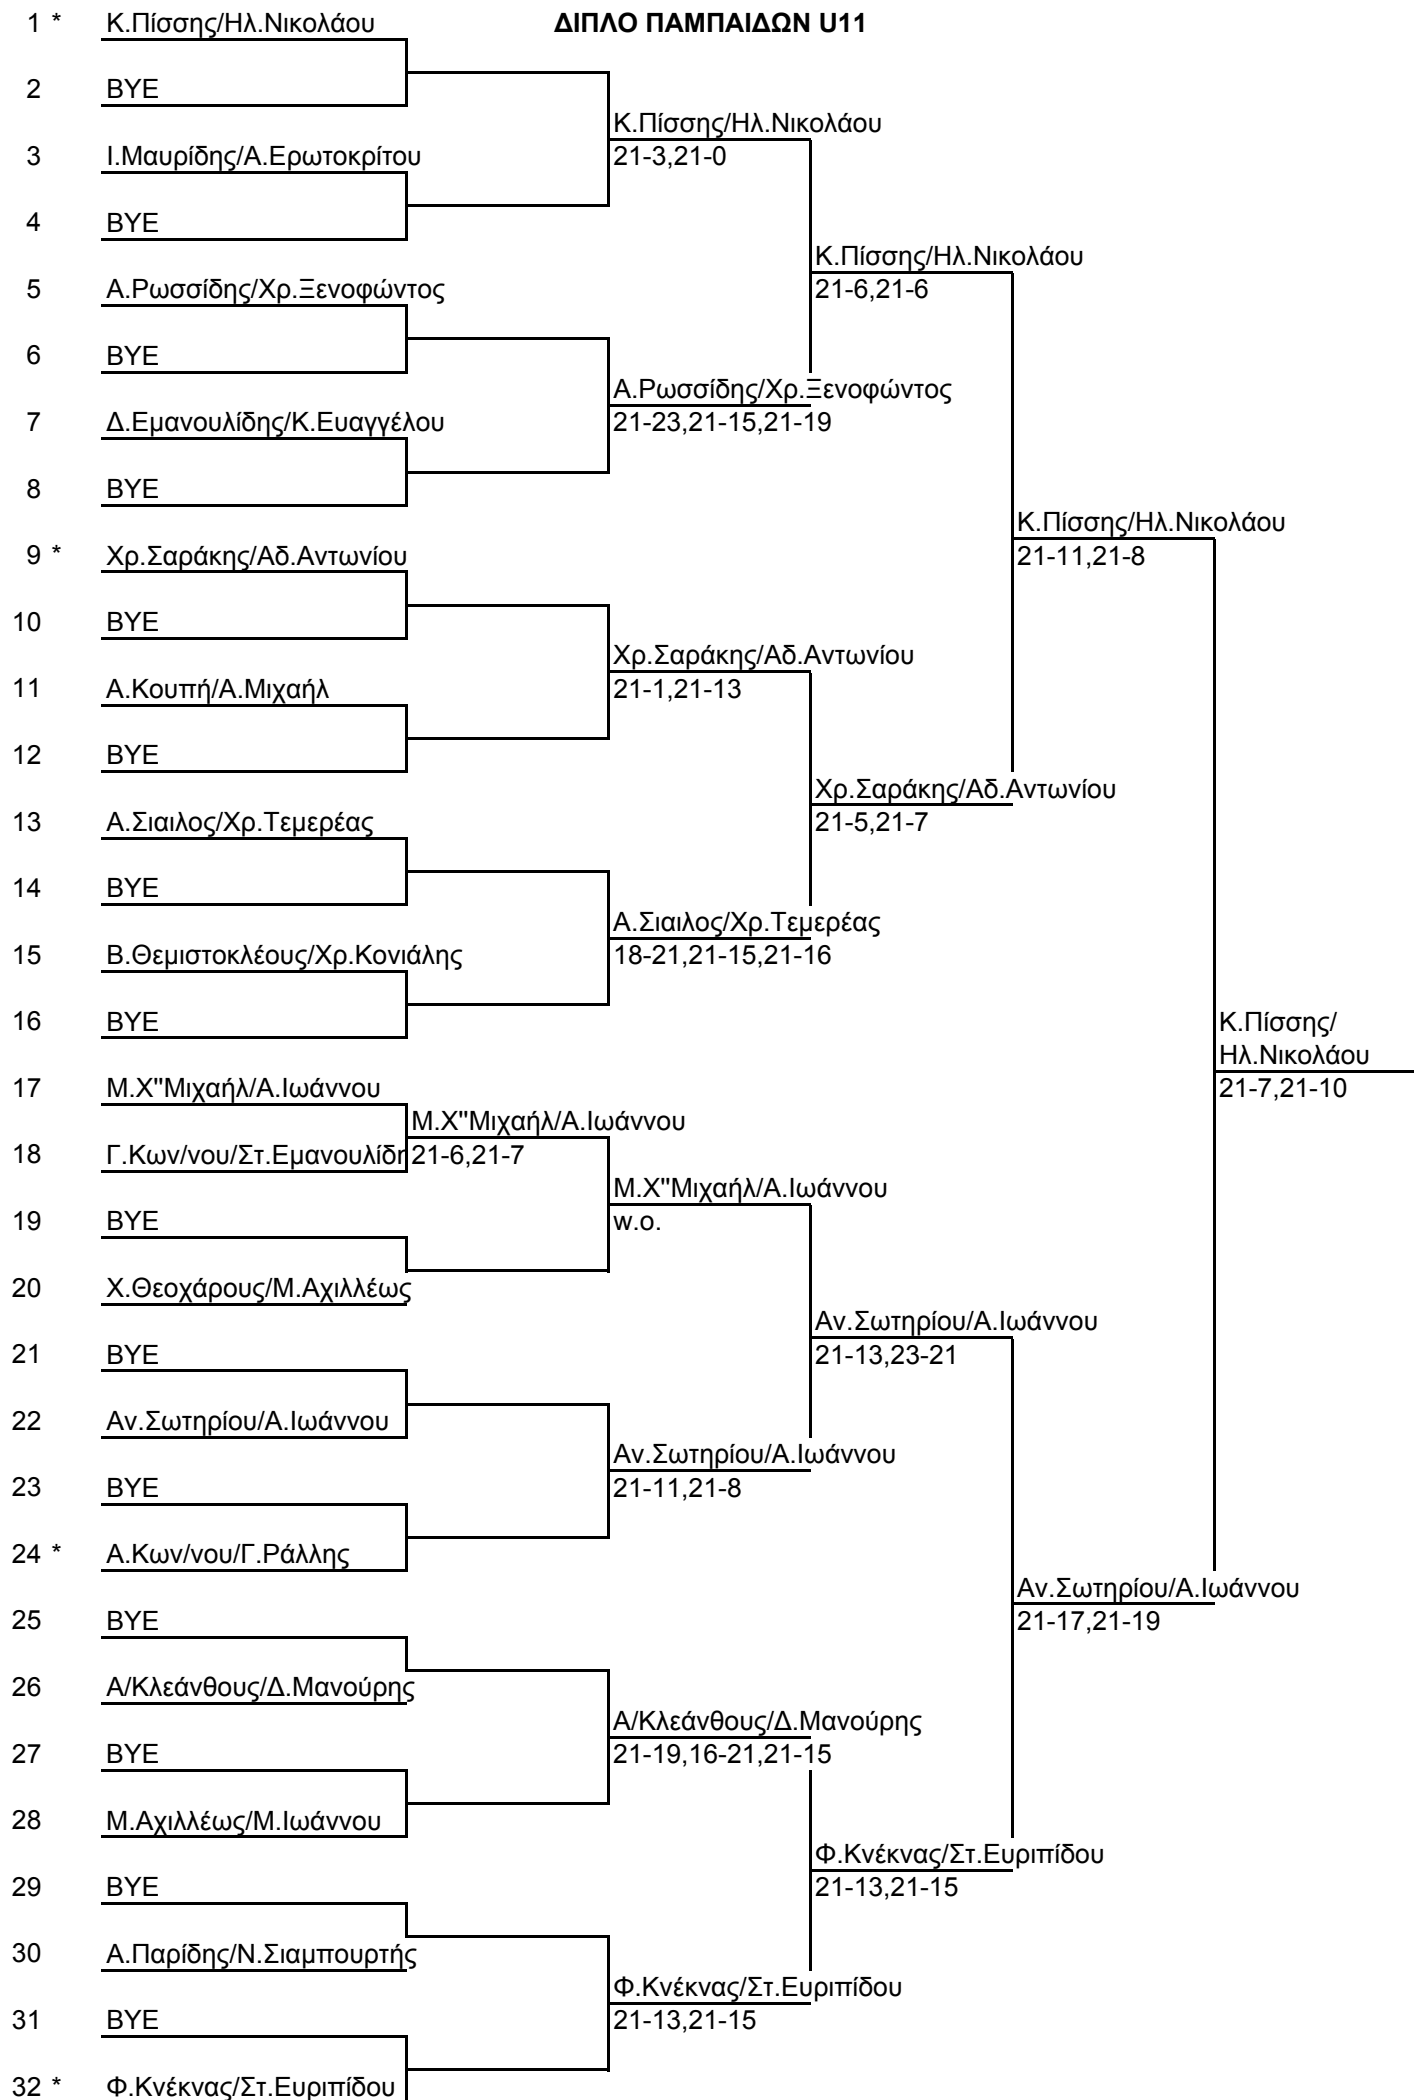 1 * Κ.Πίσσης/Ηλ.Νικολάου ΔΙΠΛΟ ΠΑΜΠΑΙΔΩΝ U11
2 BYE
Κ.Πίσσης/Ηλ.Νικολάου
3 Ι.Μαυρίδης/Α.Ερωτοκρίτου 21-3,21-0
4 BYE
Κ.Πίσσης/Ηλ.Νικολάου
5 Α.Ρωσσίδης/Χρ.Ξενοφώντος 21-6,21-6
6 BYE
Α.Ρωσσίδης/Χρ.Ξενοφώντος
7 Δ.Εμανουλίδης/Κ.Ευαγγέλου 21-23,21-15,21-19
8 BYE
Κ.Πίσσης/Ηλ.Νικολάου
9 * Χρ.Σαράκης/Αδ.Αντωνίου 21-11,21-8
10 BYE
Χρ.Σαράκης/Αδ.Αντωνίου
11 Α.Κουπή/Α.Μιχαήλ 21-1,21-13
12 BYE
Χρ.Σαράκης/Αδ.Αντωνίου
13 Α.Σιαιλος/Χρ.Τεμερέας 21-5,21-7
14 BYE
Α.Σιαιλος/Χρ.Τεμερέας
15 Β.Θεμιστοκλέους/Χρ.Κονιάλης 18-21,21-15,21-16
16 BYE Κ.Πίσσης/
Ηλ.Νικολάου
17 Μ.Χ"Μιχαήλ/Α.Ιωάννου 21-7,21-10
Μ.Χ"Μιχαήλ/Α.Ιωάννου
18 Γ.Κων/νου/Στ.Εμανουλίδη 21-6,21-7
Μ.Χ"Μιχαήλ/Α.Ιωάννου
19 BYE w.o.
20 Χ.Θεοχάρους/Μ.Αχιλλέως
Αν.Σωτηρίου/Α.Ιωάννου
21 BYE 21-13,23-21
22 Αν.Σωτηρίου/Α.Ιωάννου
Αν.Σωτηρίου/Α.Ιωάννου
23 BYE 21-11,21-8
24 * Α.Κων/νου/Γ.Ράλλης
Αν.Σωτηρίου/Α.Ιωάννου
25 BYE 21-17,21-19
26 Α/Κλεάνθους/Δ.Μανούρης
Α/Κλεάνθους/Δ.Μανούρης
27 BYE 21-19,16-21,21-15
28 Μ.Αχιλλέως/Μ.Ιωάννου
Φ.Κνέκνας/Στ.Ευριπίδου
29 BYE 21-13,21-15
30 Α.Παρίδης/Ν.Σιαμπουρτής
Φ.Κνέκνας/Στ.Ευριπίδου
31 BYE 21-13,21-15
32 * Φ.Κνέκνας/Στ.Ευριπίδου